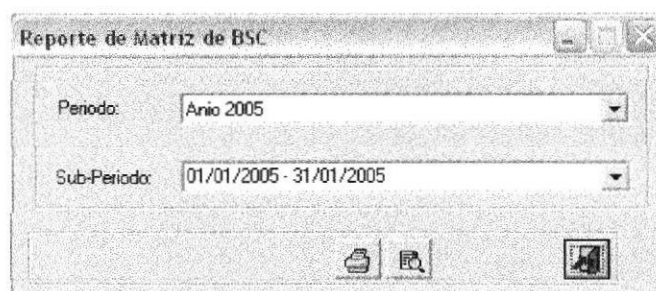 Reporte de Matriz de BSC
Periodo: Anio 2005
Sub-Periodo: 01/01/2005 - 31/01/2005